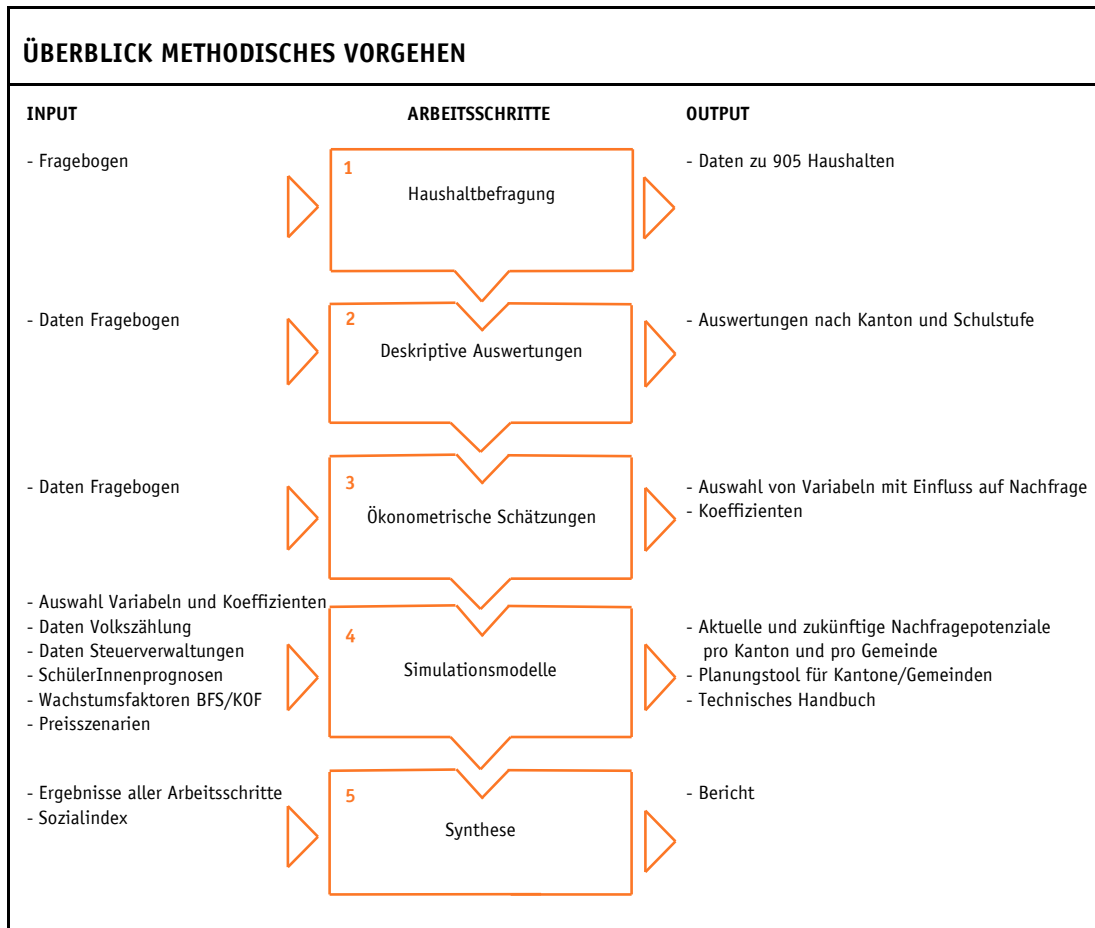 ÜBERBLICK METHODISCHES VORGEHEN
INPUT
ARBEITSSCHRITTE
OUTPUT
- Fragebogen
1
Haushaltbefragung
- Daten zu 905 Haushalten
- Daten Fragebogen
2
Deskriptive Auswertungen
- Auswertungen nach Kanton und Schulstufe
- Daten Fragebogen
3
Ökonometrische Schätzungen
- Auswahl von Variabeln mit Einfluss auf Nachfrage
- Koeffizienten
- Auswahl Variabeln und Koeffizienten
- Daten Volkszählung
- Daten Steuerverwaltungen
- SchülerInnenprognosen
- Wachstumsfaktoren BFS/KOF
- Preisszenarien
4
Simulationsmodelle
- Aktuelle und zukünftige Nachfragepotenziale
pro Kanton und pro Gemeinde
- Planungstool für Kantone/Gemeinden
- Technisches Handbuch
- Ergebnisse aller Arbeitsschritte
- Sozialindex
5
Synthese
- Bericht